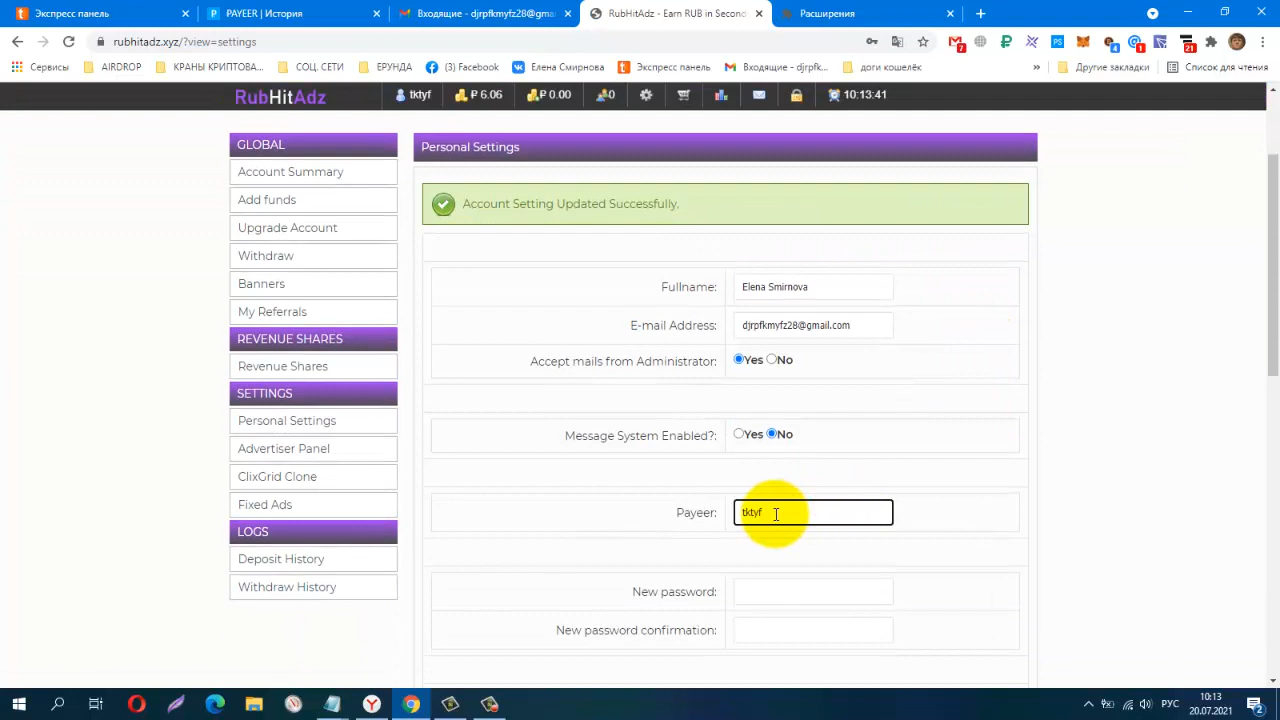 Экспресс панель
PAYEER | История
Входящие - djrpfkmyfz28@gma
RubHitAdz - Earn RUB in Second
Расширения
rubhitadz.xyz/?view=settings
7
4
1
21
Сервисы
AIRDROP
КРАНЫ КРИПТОВА...
СОЦ. СЕТИ
ЕРУНДА
(3) Facebook
Елена Смирнова
Экспресс панель
Входящие - djrpfk...
доги кошелёк
»
Другие закладки
Список для чтения
RubHitAdz
tktyf
₽ 6.06
₽ 0.00
0
10:13:41
GLOBAL
Account Summary
Add funds
Upgrade Account
Withdraw
Banners
My Referrals
REVENUE SHARES
Revenue Shares
SETTINGS
Personal Settings
Advertiser Panel
ClixGrid Clone
Fixed Ads
LOGS
Deposit History
Withdraw History
Personal Settings
Account Setting Updated Successfully.
Fullname: Elena Smirnova
E-mail Address: djrpfkmyfz28@gmail.com
Accept mails from Administrator: Yes No
Message System Enabled?: Yes No
Payeer: tktyf
New password:
New password confirmation:
РУС
10:13
20.07.2021
2